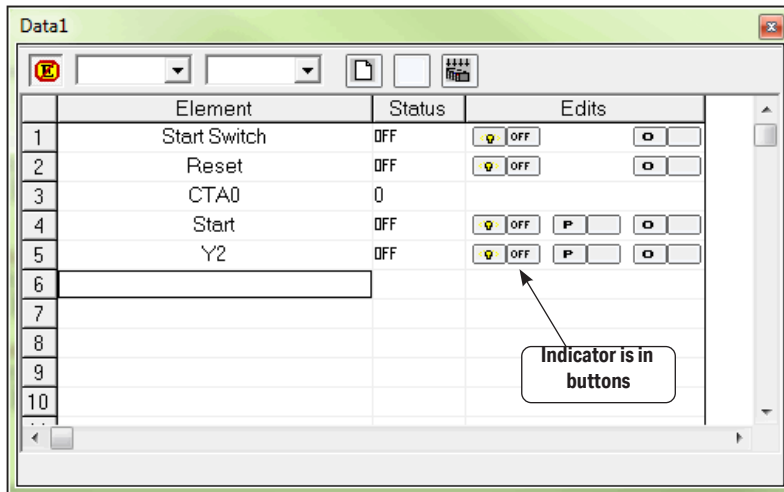 Data1
E
Element Status Edits
1 Start Switch OFF OFF O
2 Reset OFF OFF O
3 CTA0 0
4 Start OFF OFF P O
5 Y2 OFF OFF P O
6
7
8
9
10
Indicator is in
buttons